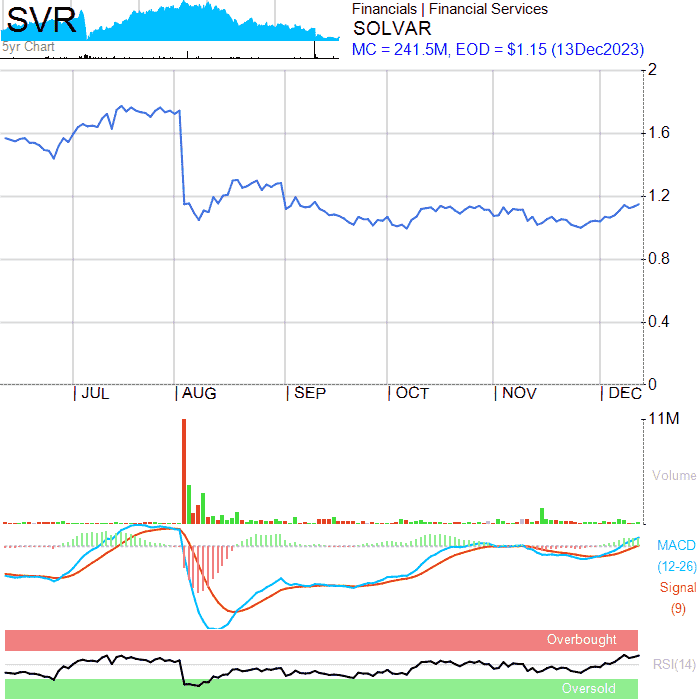 SVR
5yr Chart
Financials | Financial Services
SOLVAR
MC = 241.5M, EOD = $1.15 (13Dec2023)
2
1.6
1.2
0.8
0.4
0
| JUL | AUG | SEP | OCT | NOV | DEC
11M
Volume
MACD
(12-26)
Signal
(9)
Overbought
RSI(14)
Oversold